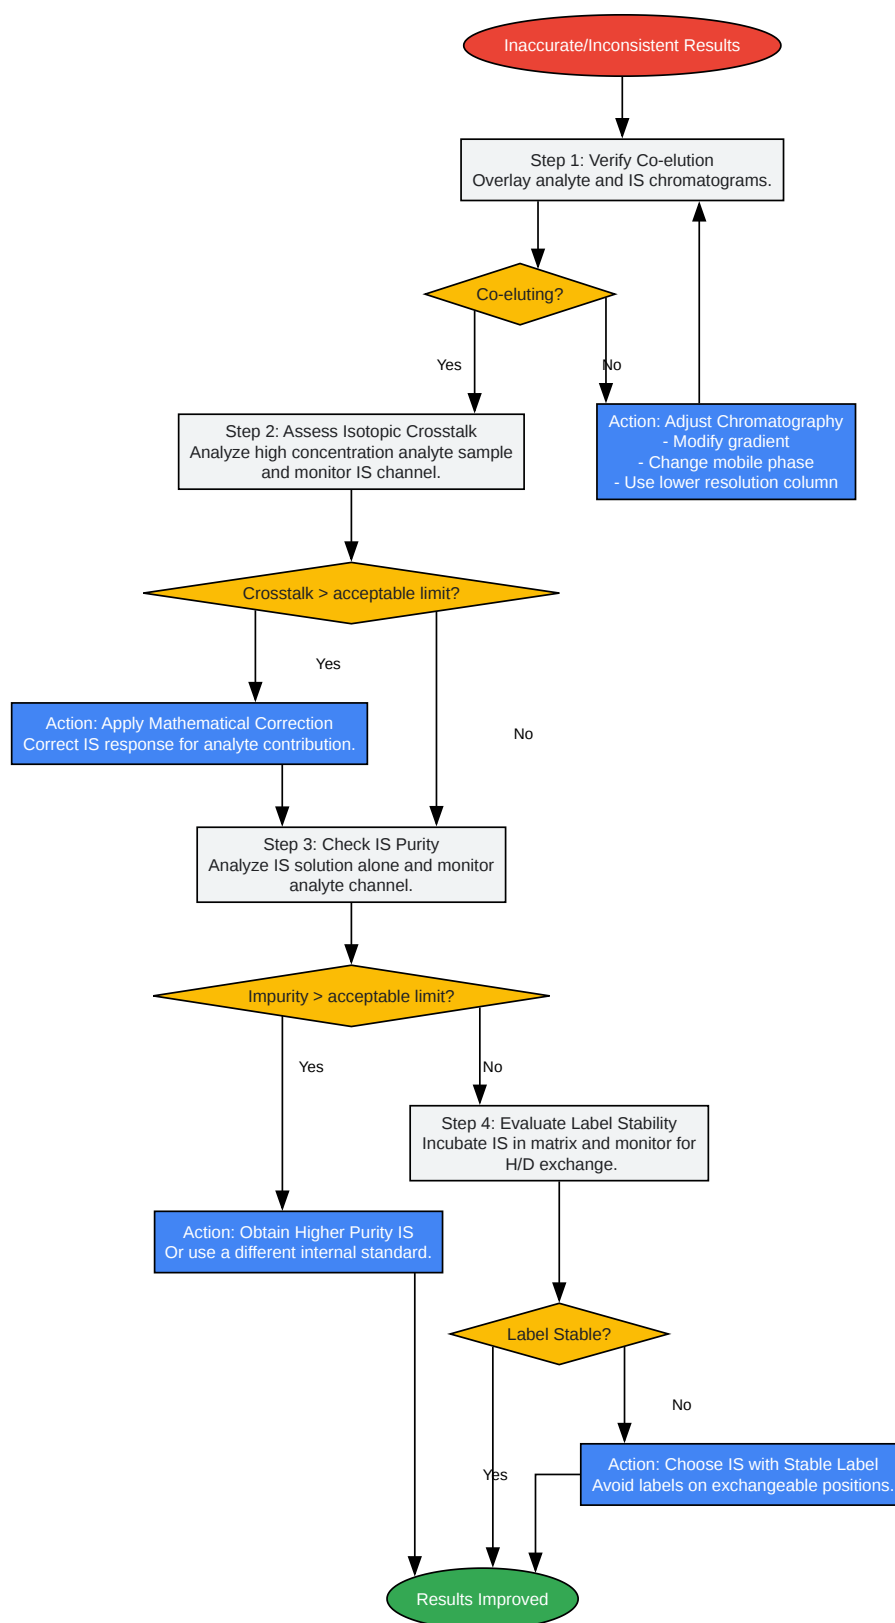 Inaccurate/Inconsistent Results
Step 1: Verify Co-elution
Overlay analyte and IS chromatograms.
Co-eluting?
Yes
No
Step 2: Assess Isotopic Crosstalk
Analyze high concentration analyte sample
and monitor IS channel.
Action: Adjust Chromatography
- Modify gradient
- Change mobile phase
- Use lower resolution column
Crosstalk > acceptable limit?
Yes
No
Action: Apply Mathematical Correction
Correct IS response for analyte contribution.
Step 3: Check IS Purity
Analyze IS solution alone and monitor
analyte channel.
Impurity > acceptable limit?
Yes
No
Step 4: Evaluate Label Stability
Incubate IS in matrix and monitor for
H/D exchange.
Action: Obtain Higher Purity IS
Or use a different internal standard.
Label Stable?
No
Yes
Action: Choose IS with Stable Label
Avoid labels on exchangeable positions.
Results Improved